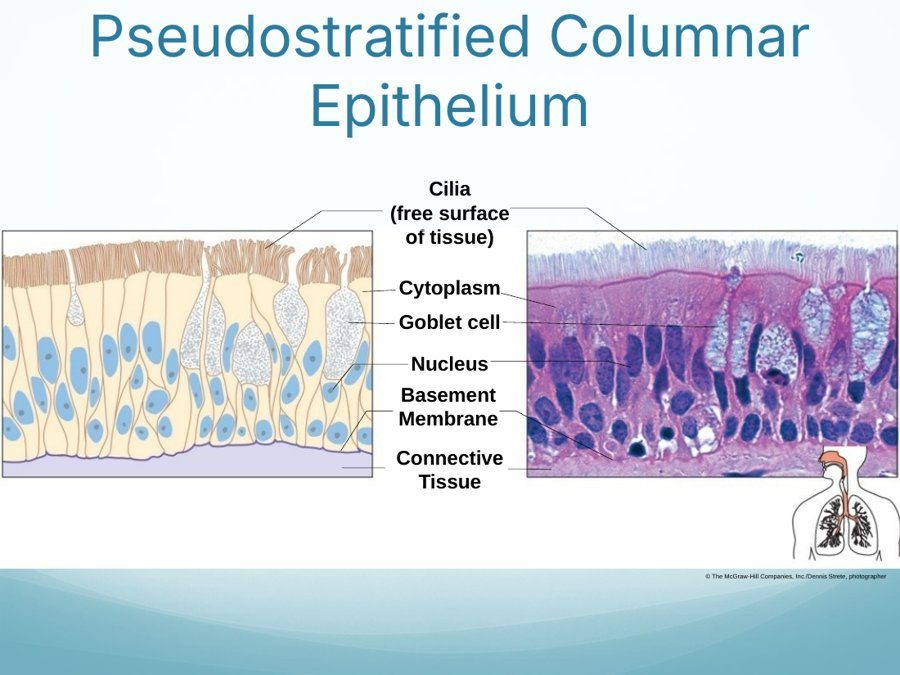 Pseudostratified Columnar
Epithelium
Cilia
(free surface
of tissue)
Cytoplasm
Goblet cell
Nucleus
Basement
Membrane
Connective
Tissue
© The McGraw-Hill Companies, Inc./Dennis Strete, photographer